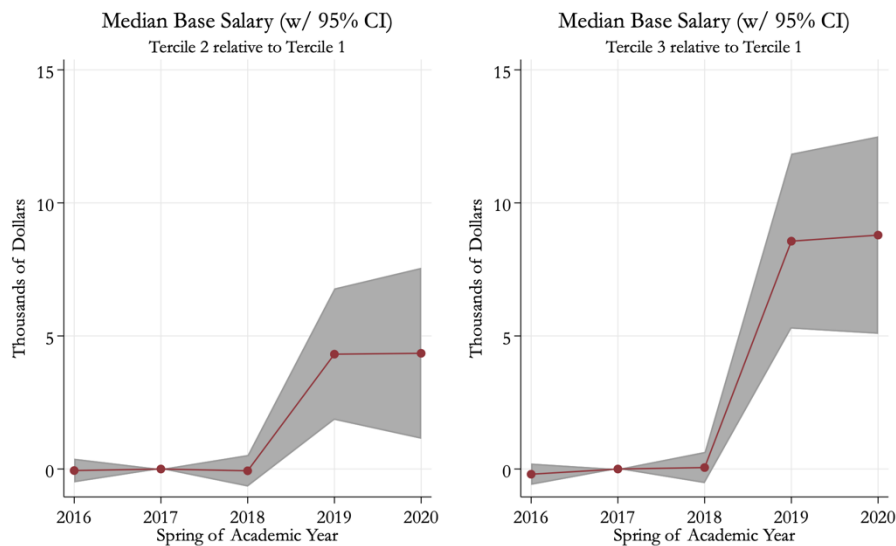 Median Base Salary (w/ 95% CI)
Tercile 2 relative to Tercile 1
15
10
5
0
Thousands of Dollars
2016 2017 2018 2019 2020
Spring of Academic Year
Median Base Salary (w/ 95% CI)
Tercile 3 relative to Tercile 1
15
10
5
0
Thousands of Dollars
2016 2017 2018 2019 2020
Spring of Academic Year